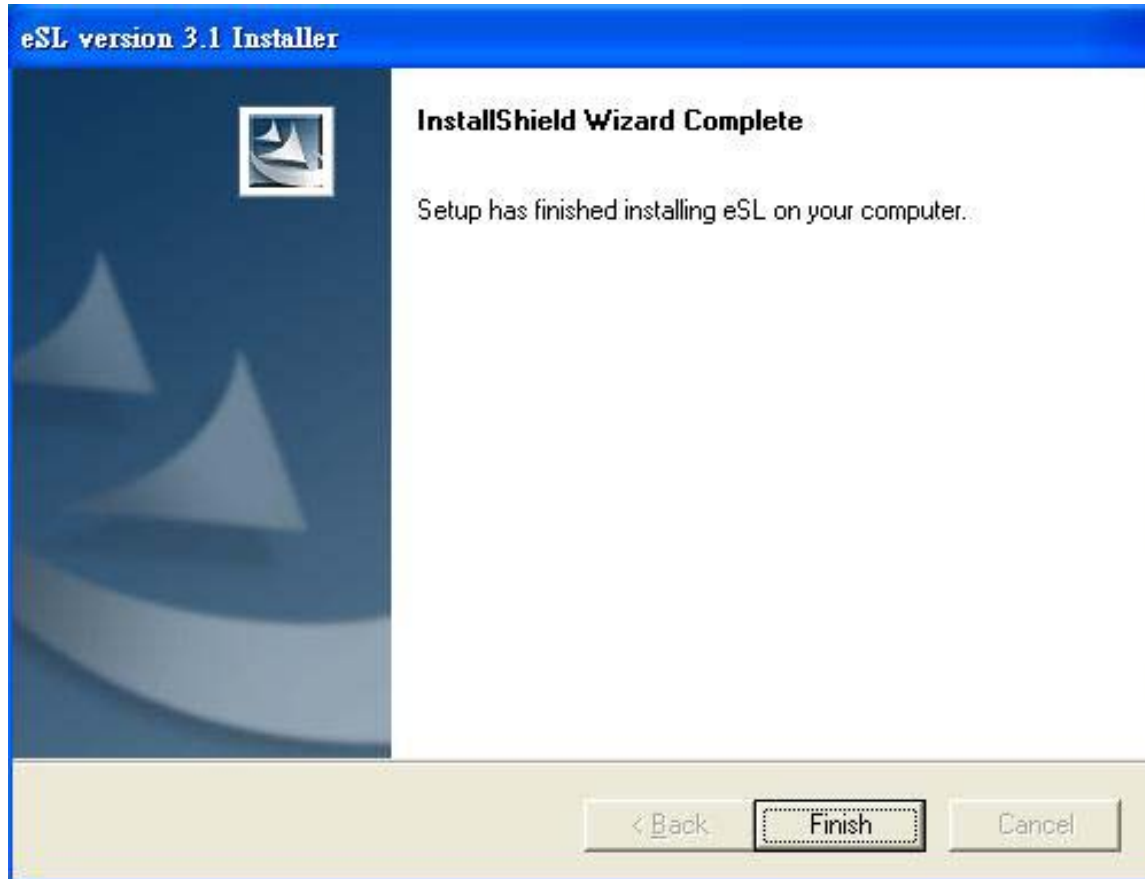 eSL version 3.1 Installer
InstallShield Wizard Complete
Setup has finished installing eSL on your computer.
< Back
Finish
Cancel